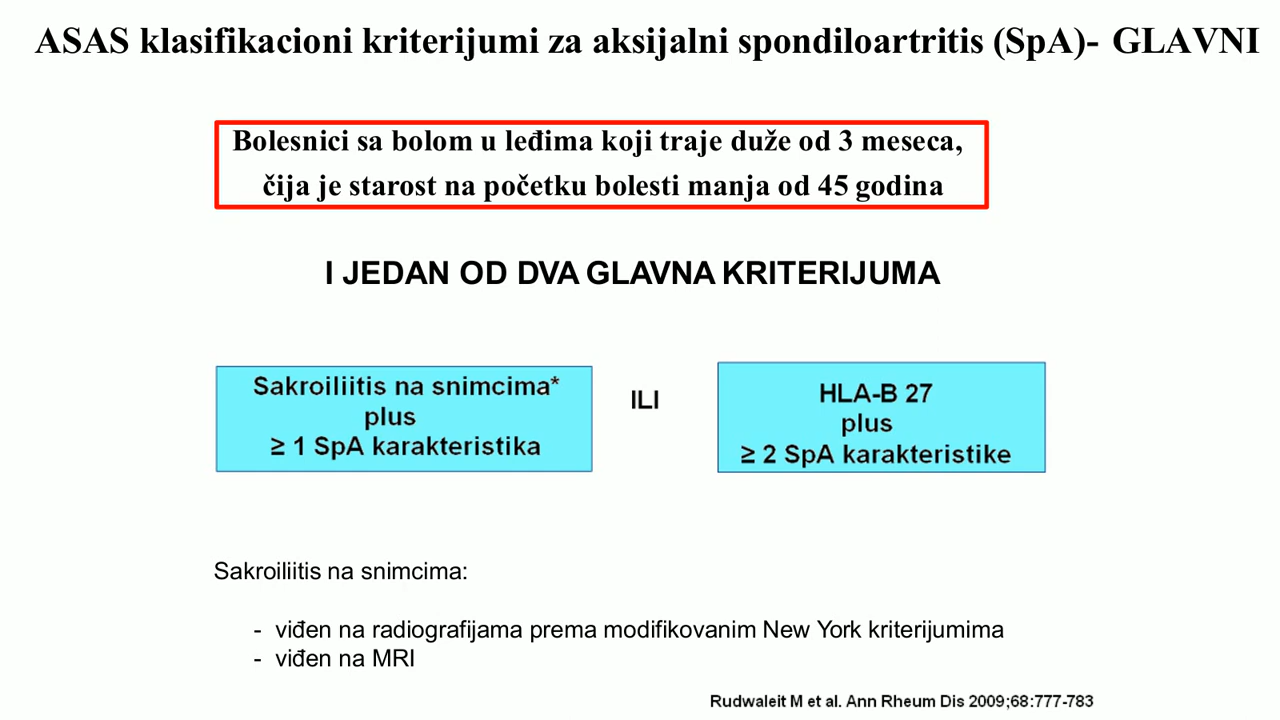 ASAS klasifikacioni kriterijumi za aksijalni spondiloartritis (SpA)- GLAVNI
Bolesnici sa bolom u leđima koji traje duže od 3 meseca,
čija je starost na početku bolesti manja od 45 godina
I JEDAN OD DVA GLAVNA KRITERIJUMA
Sakroiliitis na snimcima*
plus
≥ 1 SpA karakteristika
ILI
HLA-B 27
plus
≥ 2 SpA karakteristike
Sakroiliitis na snimcima:
- viđen na radiografijama prema modifikovanim New York kriterijumima
- viđen na MRI
Rudwaleit M et al. Ann Rheum Dis 2009;68:777-783